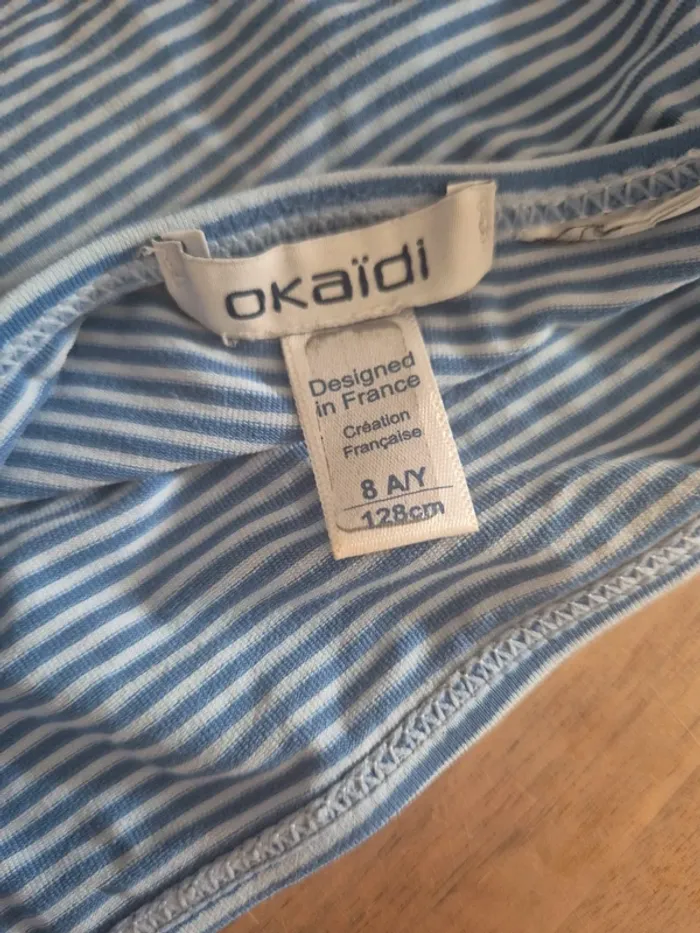 okaïdi
Designed
in France
Création
Française
8 A/Y
128cm